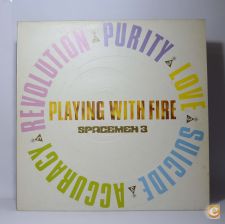 REVOLUTION
PURITY
LOVE
SUICIDE
ACCURACY
PLAYING WITH FIRE
SPACEMEN 3